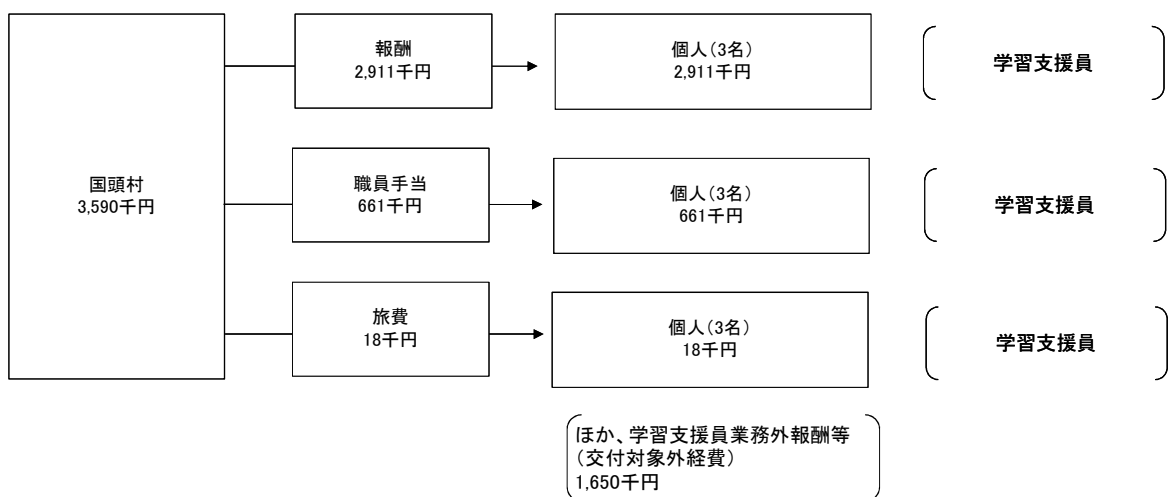 国頭村
3,590千円
報酬
2,911千円
個人(3名)
2,911千円
学習支援員
職員手当
661千円
個人(3名)
661千円
学習支援員
旅費
18千円
個人(3名)
18千円
学習支援員
ほか、学習支援員業務外報酬等
(交付対象外経費)
1,650千円